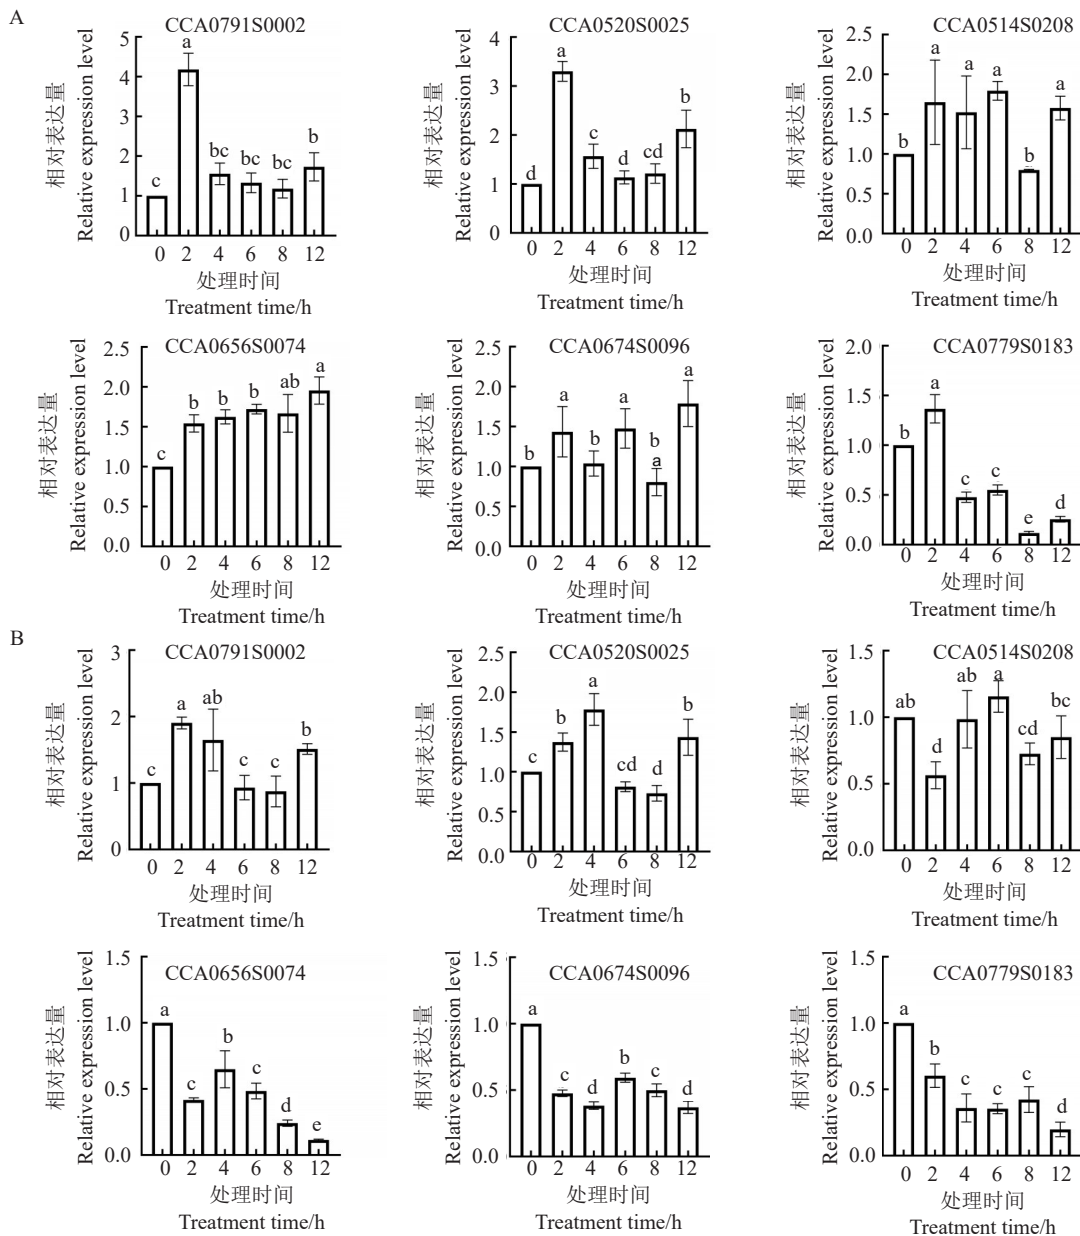 A
CCA0791S0002
相对表达量
Relative expression level
5
4
3
2
1
0
c
a
bc
bc
bc
b
0 2 4 6 8 12
处理时间
Treatment time/h
CCA0520S0025
相对表达量
Relative expression level
4
3
2
1
0
d
a
c
d
cd
b
0 2 4 6 8 12
处理时间
Treatment time/h
CCA0514S0208
相对表达量
Relative expression level
2.5
2.0
1.5
1.0
0.5
0.0
b
a
a
a
b
a
0 2 4 6 8 12
处理时间
Treatment time/h
CCA0656S0074
相对表达量
Relative expression level
2.5
2.0
1.5
1.0
0.5
0.0
c
b
b
b
ab
a
0 2 4 6 8 12
处理时间
Treatment time/h
CCA0674S0096
相对表达量
Relative expression level
2.5
2.0
1.5
1.0
0.5
0.0
b
a
b
a
b
a
a
0 2 4 6 8 12
处理时间
Treatment time/h
CCA0779S0183
相对表达量
Relative expression level
2.0
1.5
1.0
0.5
0.0
b
a
c
c
e
d
0 2 4 6 8 12
处理时间
Treatment time/h
B
CCA0791S0002
相对表达量
Relative expression level
3
2
1
0
c
a
ab
c
c
b
0 2 4 6 8 12
处理时间
Treatment time/h
CCA0520S0025
相对表达量
Relative expression level
2.5
2.0
1.5
1.0
0.5
0.0
c
b
a
cd
d
b
0 2 4 6 8 12
处理时间
Treatment time/h
CCA0514S0208
相对表达量
Relative expression level
1.5
1.0
0.5
0.0
ab
d
ab
a
cd
bc
0 2 4 6 8 12
处理时间
Treatment time/h
CCA0656S0074
相对表达量
Relative expression level
1.5
1.0
0.5
0.0
a
c
b
c
d
e
0 2 4 6 8 12
处理时间
Treatment time/h
CCA0674S0096
相对表达量
Relative expression level
1.5
1.0
0.5
0.0
a
c
d
b
c
d
0 2 4 6 8 12
处理时间
Treatment time/h
CCA0779S0183
相对表达量
Relative expression level
1.5
1.0
0.5
0.0
a
b
c
c
c
d
0 2 4 6 8 12
处理时间
Treatment time/h